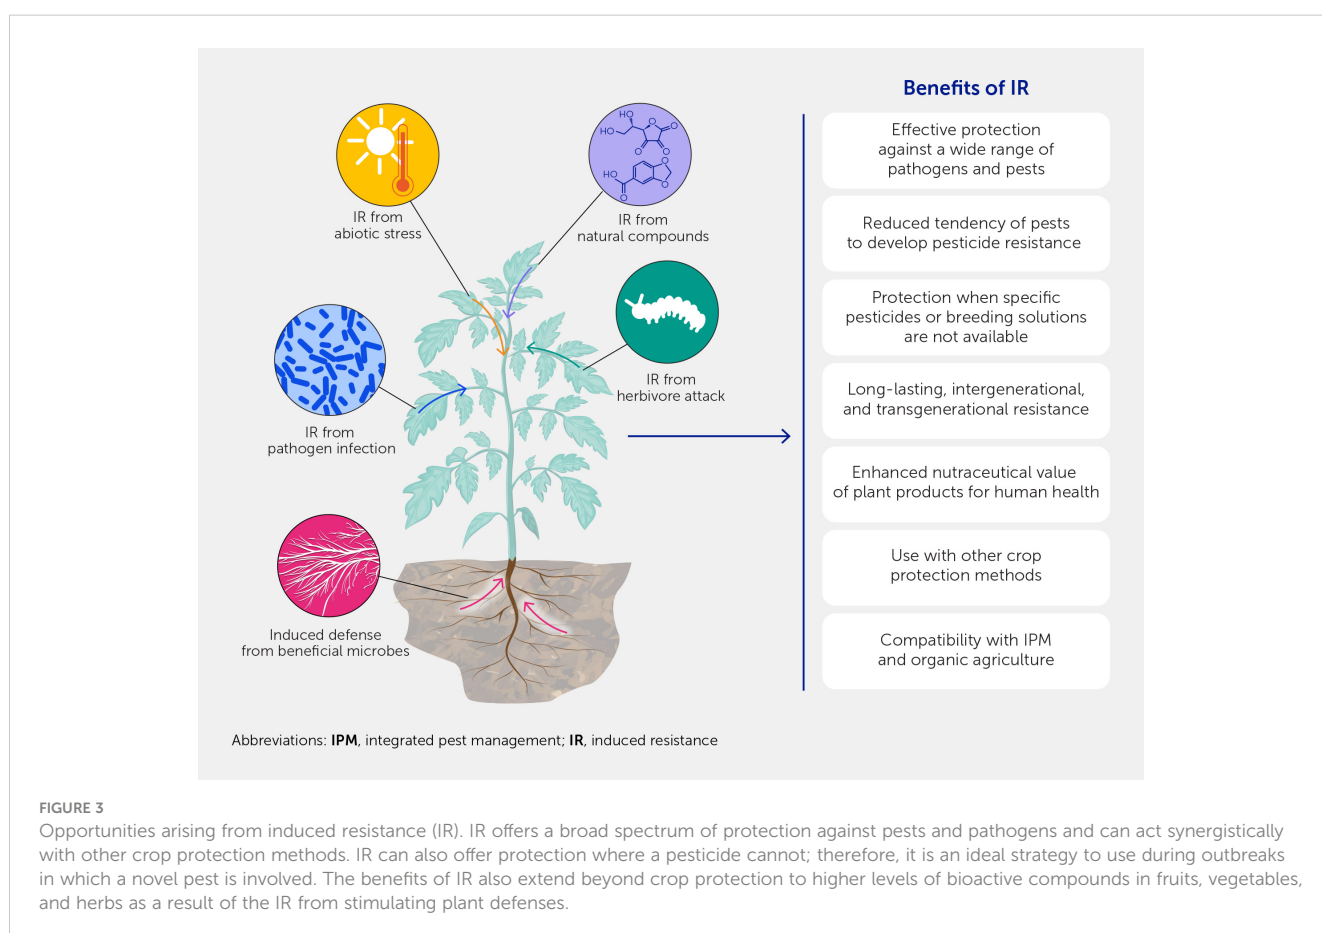 Benefits of IR
Effective protection
against a wide range of
pathogens and pests
Reduced tendency of pests
to develop pesticide resistance
Protection when specific
pesticides or breeding solutions
are not available
Long-lasting, intergenerational,
and transgenerational resistance
Enhanced nutraceutical value
of plant products for human health
Use with other crop
protection methods
Compatibility with IPM
and organic agriculture
HO
HO
O
O
O
O
O
HO
O
O
O
IR from
abiotic stress
IR from
natural compounds
IR from
herbivore attack
IR from
pathogen infection
Induced defense
from beneficial microbes
Abbreviations: IPM, integrated pest management; IR, induced resistance
FIGURE 3
Opportunities arising from induced resistance (IR). IR offers a broad spectrum of protection against pests and pathogens and can act synergistically
with other crop protection methods. IR can also offer protection where a pesticide cannot; therefore, it is an ideal strategy to use during outbreaks
in which a novel pest is involved. The benefits of IR also extend beyond crop protection to higher levels of bioactive compounds in fruits, vegetables,
and herbs as a result of the IR from stimulating plant defenses.